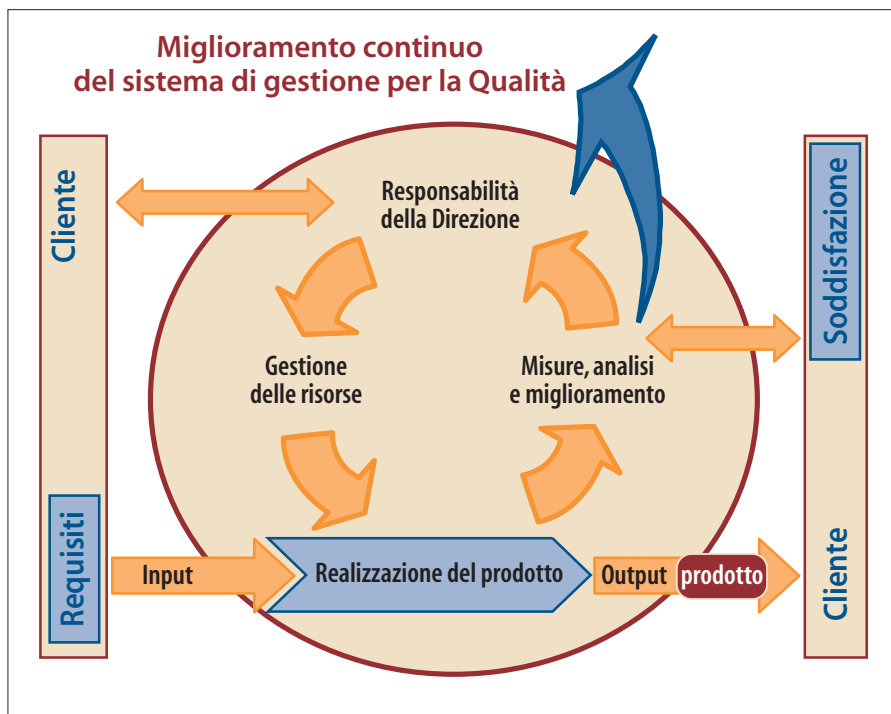 Miglioramento continuo
del sistema di gestione per la Qualità
Cliente
Requisiti
Responsabilità
della Direzione
Gestione
delle risorse
Misure, analisi
e miglioramento
Input
Realizzazione del prodotto
Output
prodotto
Soddisfazione
Cliente